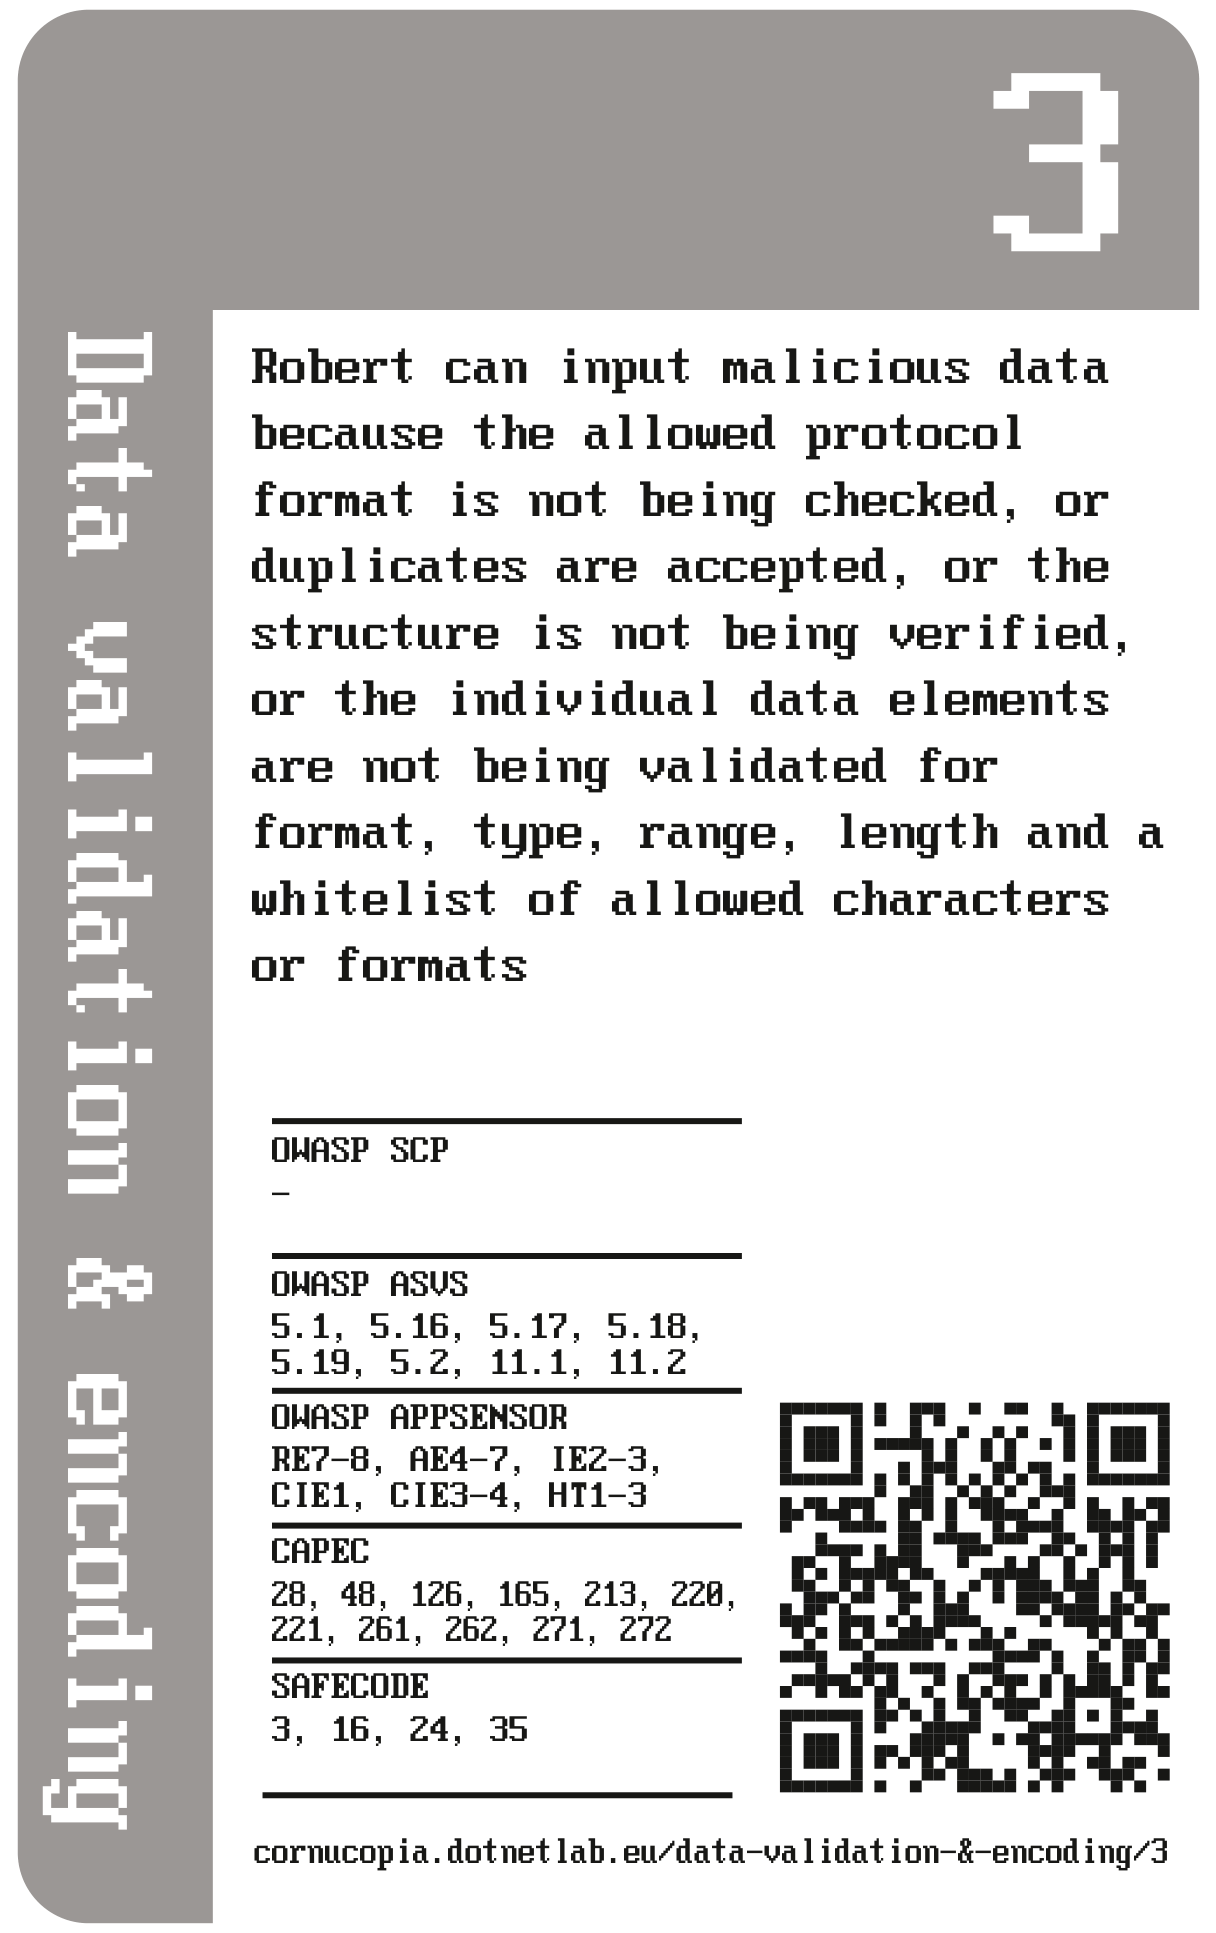 3
Data validation & encoding
Robert can input malicious data
because the allowed protocol
format is not being checked, or
duplicates are accepted, or the
structure is not being verified,
or the individual data elements
are not being validated for
format, type, range, length and a
whitelist of allowed characters
or formats
OWASP SCP
–
OWASP ASVS
5.1, 5.16, 5.17, 5.18,
5.19, 5.2, 11.1, 11.2
OWASP APPSENSOR
RE7-8, AE4-7, IE2-3,
CIE1, CIE3-4, HT1-3
CAPEC
28, 48, 126, 165, 213, 220,
221, 261, 262, 271, 272
SAFECODE
3, 16, 24, 35
cornucopia.dotnetlab.eu/data-validation-&-encoding/3